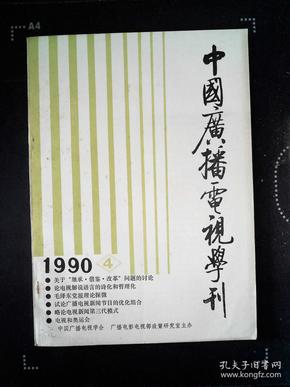 A4
中國廣播電視學刊
1990 4
● 关于“继承·借鉴·改革”问题的讨论
● 论电视解说语言的诗化和哲理化
● 毛泽东党报理论探微
● 试论广播电视新闻节目的优化组合
● 略论电视新闻第三代模式
● 电视和奥运会
中国广播电视学会 广播电影电视部政策研究室主办
孔夫子旧书网